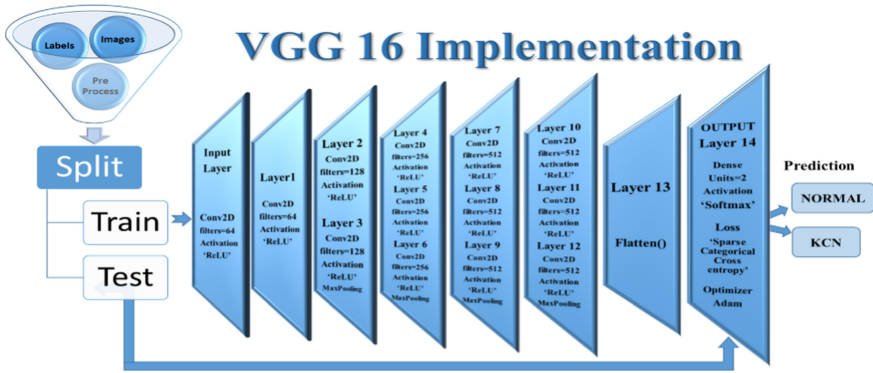 VGG 16 Implementation
Labels
Images
Pre
Process
Split
Train
Test
Input
Layer
Conv2D
filters=64
Activation
'ReLU'
Layer1
Conv2D
filters=64
Activation
'ReLU'
Layer 2
Conv2D
filters=128
Activation
'ReLU'
Layer 3
Conv2D
filters=128
Activation
'ReLU'
MaxPooling
Layer 4
Conv2D
filters=256
Activation
'ReLU'
Layer 5
Conv2D
filters=256
Activation
'ReLU'
Layer 6
Conv2D
filters=256
Activation
'ReLU'
MaxPooling
Layer 7
Conv2D
filters=512
Activation
'ReLU'
Layer 8
Conv2D
filters=512
Activation
'ReLU'
Layer 9
Conv2D
filters=512
Activation
'ReLU'
MaxPooling
Layer 10
Conv2D
filters=512
Activation
'ReLU'
Layer 11
Conv2D
filters=512
Activation
'ReLU'
Layer 12
Conv2D
filters=512
Activation
'ReLU'
MaxPooling
Layer 13
Flatten()
OUTPUT
Layer 14
Dense
Units=2
Activation
'Softmax'
Loss
'Sparse
Categorical
Cross
entropy'
Optimizer
Adam
Prediction
NORMAL
KCN